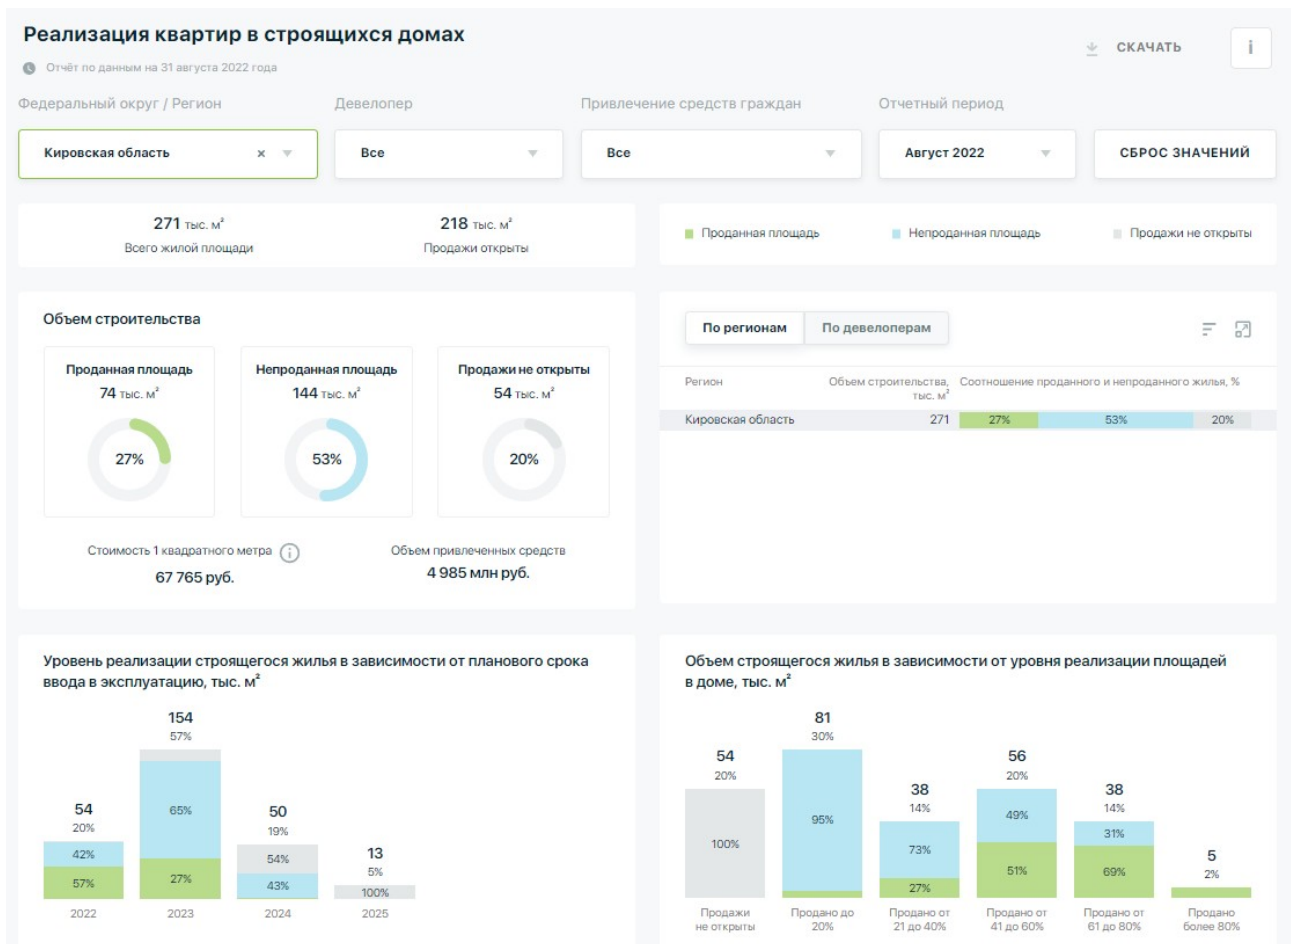 Реализация квартир в строящихся домах
Отчёт по данным на 31 августа 2022 года
СКАЧАТЬ
i
Федеральный округ / Регион
Девелопер
Привлечение средств граждан
Отчетный период
Кировская область ×
Все
Все
Август 2022
СБРОС ЗНАЧЕНИЙ
271 тыс. м²
Всего жилой площади
218 тыс. м²
Продажи открыты
Проданная площадь
Непроданная площадь
Продажи не открыты
Объем строительства
Проданная площадь
74 тыс. м²
27%
Непроданная площадь
144 тыс. м²
53%
Продажи не открыты
54 тыс. м²
20%
Стоимость 1 квадратного метра i
67 765 руб.
Объем привлеченных средств
4 985 млн руб.
По регионам
По девелоперам
Регион
Объем строительства,
тыс. м²
Соотношение проданного и непроданного жилья, %
Кировская область 271 27% 53% 20%
Уровень реализации строящегося жилья в зависимости от планового срока
ввода в эксплуатацию, тыс. м²
54
20%
42%
57%
2022
154
57%
65%
27%
2023
50
19%
54%
43%
2024
13
5%
100%
2025
Объем строящегося жилья в зависимости от уровня реализации площадей
в доме, тыс. м²
54
20%
100%
Продажи
не открыты
81
30%
95%
Продано до
20%
38
14%
73%
27%
Продано от
21 до 40%
56
20%
49%
51%
Продано от
41 до 60%
38
14%
31%
69%
Продано от
61 до 80%
5
2%
Продано
более 80%